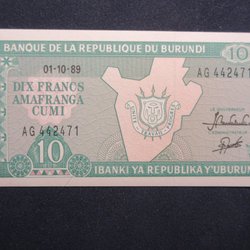 BANQUE DE LA REPUBLIQUE DU BURUNDI
10
01-10-89
AG 442471
DIX FRANCS
AMAFRANGA
CUMI
LE GOUVERNEUR
AG 442471
10
IBANKI YA REPUBLIKA Y'UBURUNDI